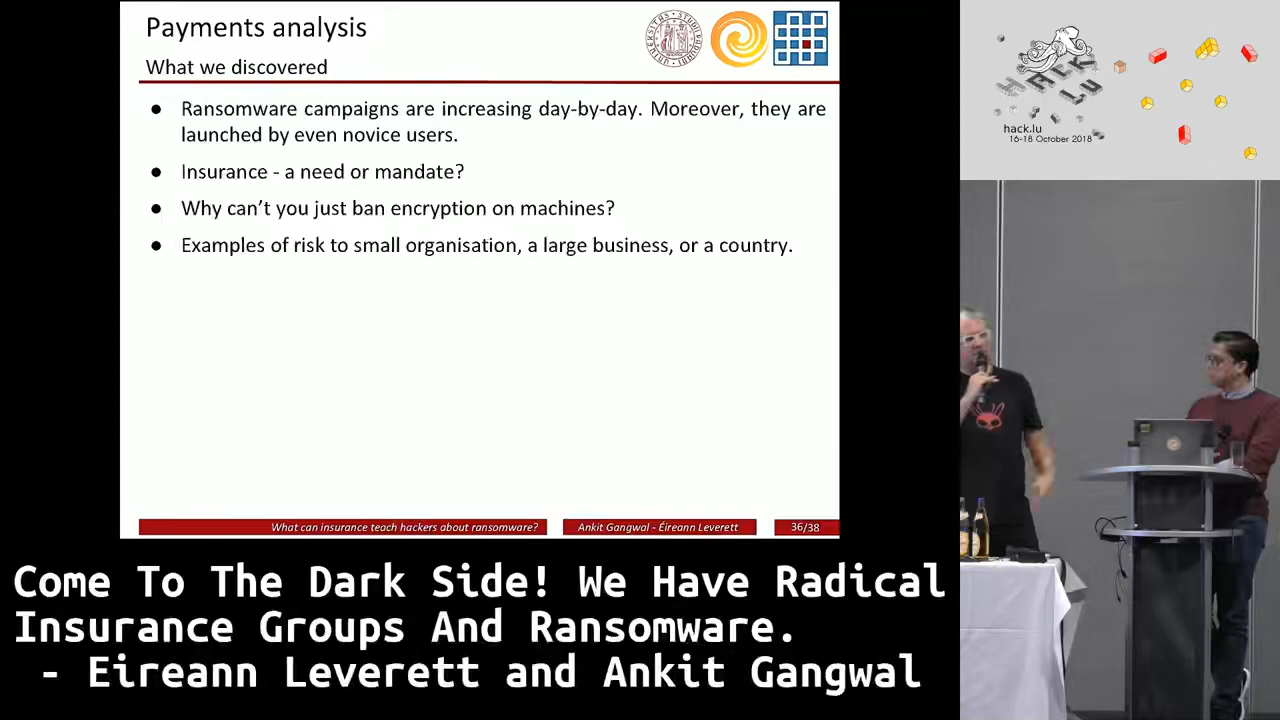 Payments analysis
What we discovered
● Ransomware campaigns are increasing day-by-day. Moreover, they are
launched by even novice users.
● Insurance - a need or mandate?
● Why can’t you just ban encryption on machines?
● Examples of risk to small organisation, a large business, or a country.
What can insurance teach hackers about ransomware?
Ankit Gangwal - Éireann Leverett
36/38
hack.lu
16-18 October 2018
Come To The Dark Side! We Have Radical
Insurance Groups And Ransomware.
- Eireann Leverett and Ankit Gangwal